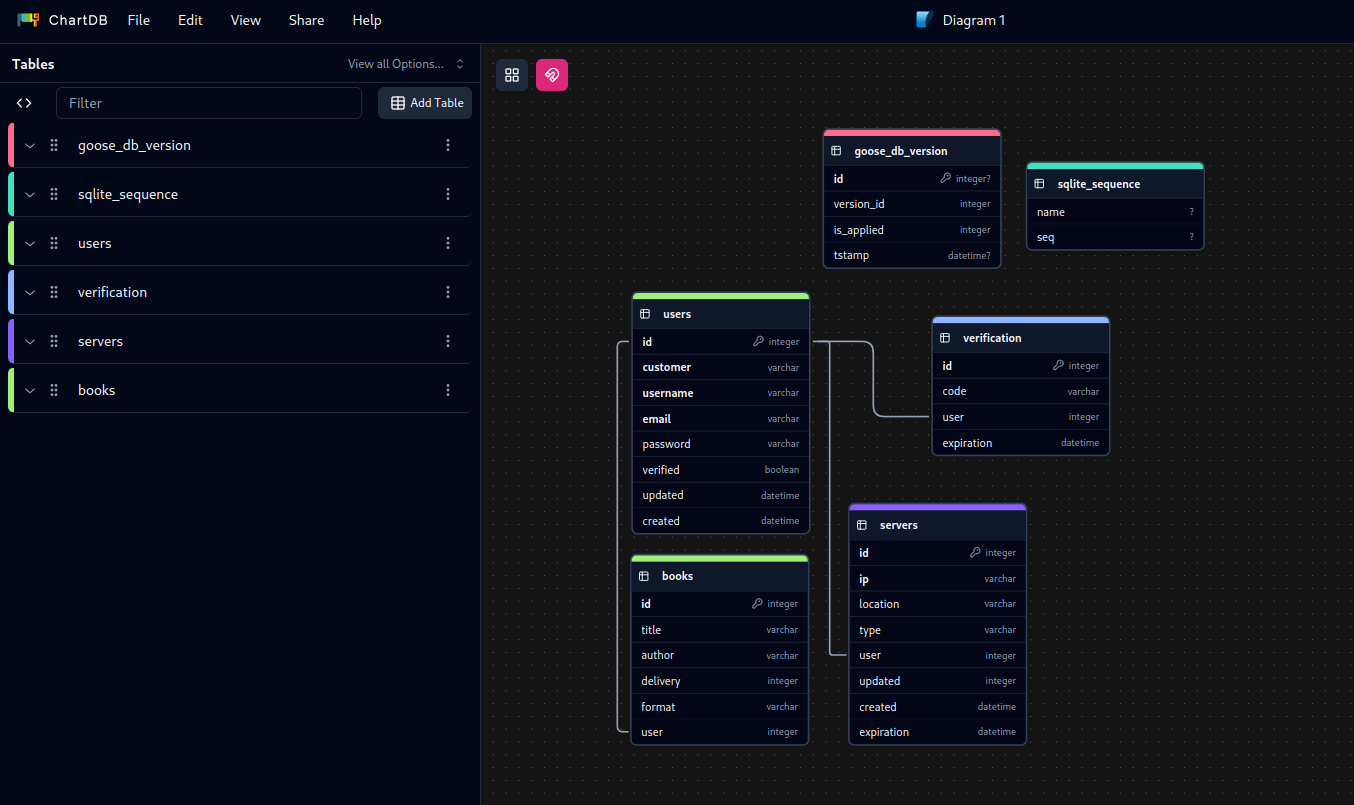 ChartDB File Edit View Share Help Diagram 1
Tables View all Options...
Filter Add Table
goose_db_version
sqlite_sequence
users
verification
servers
books
goose_db_version
id integer?
version_id integer
is_applied integer
tstamp datetime?
sqlite_sequence
name ?
seq ?
users
id integer
customer varchar
username varchar
email varchar
password varchar
verified boolean
updated datetime
created datetime
verification
id integer
code varchar
user integer
expiration datetime
books
id integer
title varchar
author varchar
delivery integer
format varchar
user integer
servers
id integer
ip varchar
location varchar
type varchar
user integer
updated integer
created datetime
expiration datetime